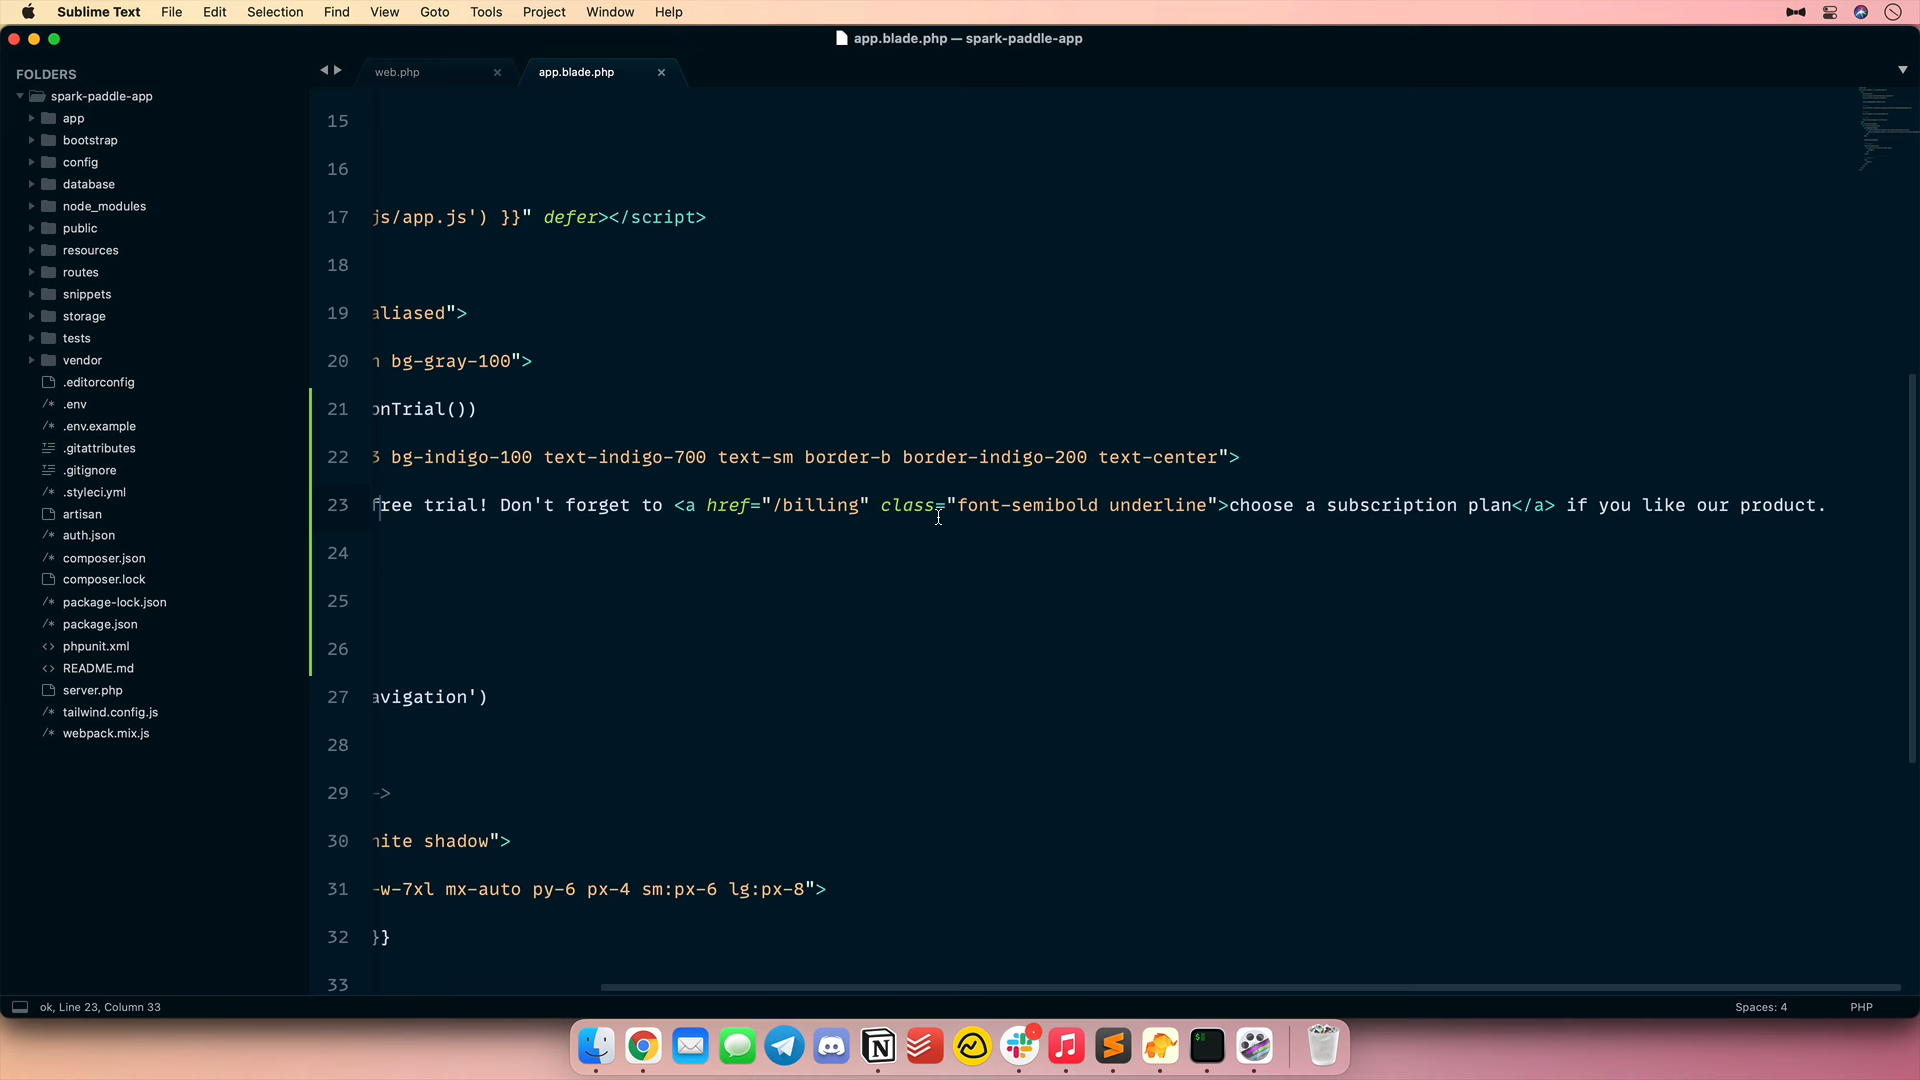 Sublime Text File Edit Selection Find View Goto Tools Project Window Help
app.blade.php — spark-paddle-app
FOLDERS
spark-paddle-app
app
bootstrap
config
database
node_modules
public
resources
routes
snippets
storage
tests
vendor
.editorconfig
.env
.env.example
.gitattributes
.gitignore
.styleci.yml
artisan
auth.json
composer.json
composer.lock
package-lock.json
package.json
phpunit.xml
README.md
server.php
tailwind.config.js
webpack.mix.js
web.php
app.blade.php
15
16
17 js/app.js') }}" defer></script>
18
19 aliased">
20 bg-gray-100">
21 onTrial())
22 3 bg-indigo-100 text-indigo-700 text-sm border-b border-indigo-200 text-center">
23 free trial! Don't forget to <a href="/billing" class="font-semibold underline">choose a subscription plan</a> if you like our product.
24
25
26
27 avigation')
28
29 ->
30 hite shadow">
31 -w-7xl mx-auto py-6 px-4 sm:px-6 lg:px-8">
32 }}
33
ok, Line 23, Column 33
Spaces: 4
PHP